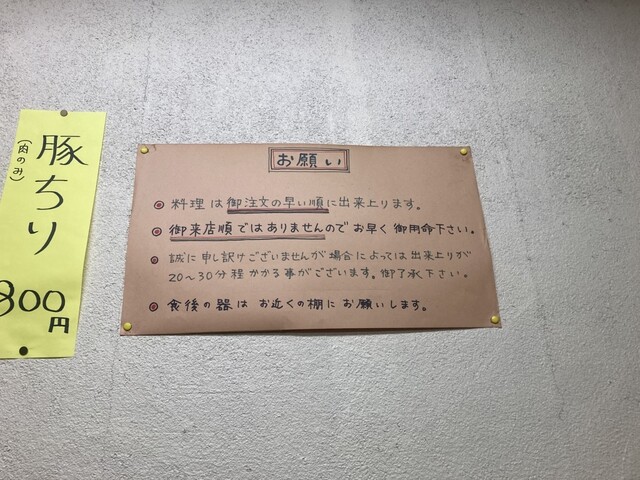 豚ちり
(肉のみ)
800円
お願い
◉ 料理は御注文の早い順に出来上ります。
◉ 御来店順ではありませんのでお早く御用命下さい。
◉ 誠に申し訳けございませんが場合によっては出来上りが
20〜30分程かかる事がございます。御了承下さい。
◉ 食後の器はお近くの棚にお願いします。